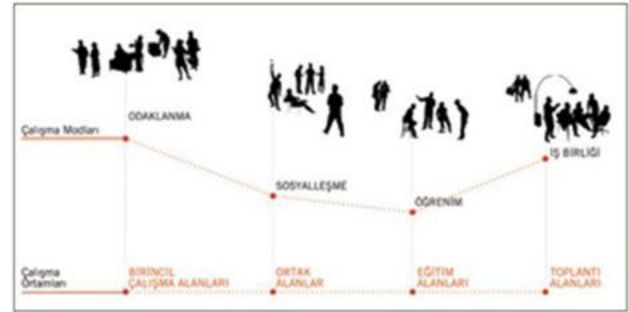 ODAKLANMA
Çalışma Modları
İŞ BİRLİĞİ
SOSYALLEŞME
ÖĞRENİM
Çalışma
Ortamları
BİRİNCİL
ÇALIŞMA ALANLARI
ORTAK
ALANLAR
EĞİTİM
ALANLARI
TOPLANTI
ALANLARI